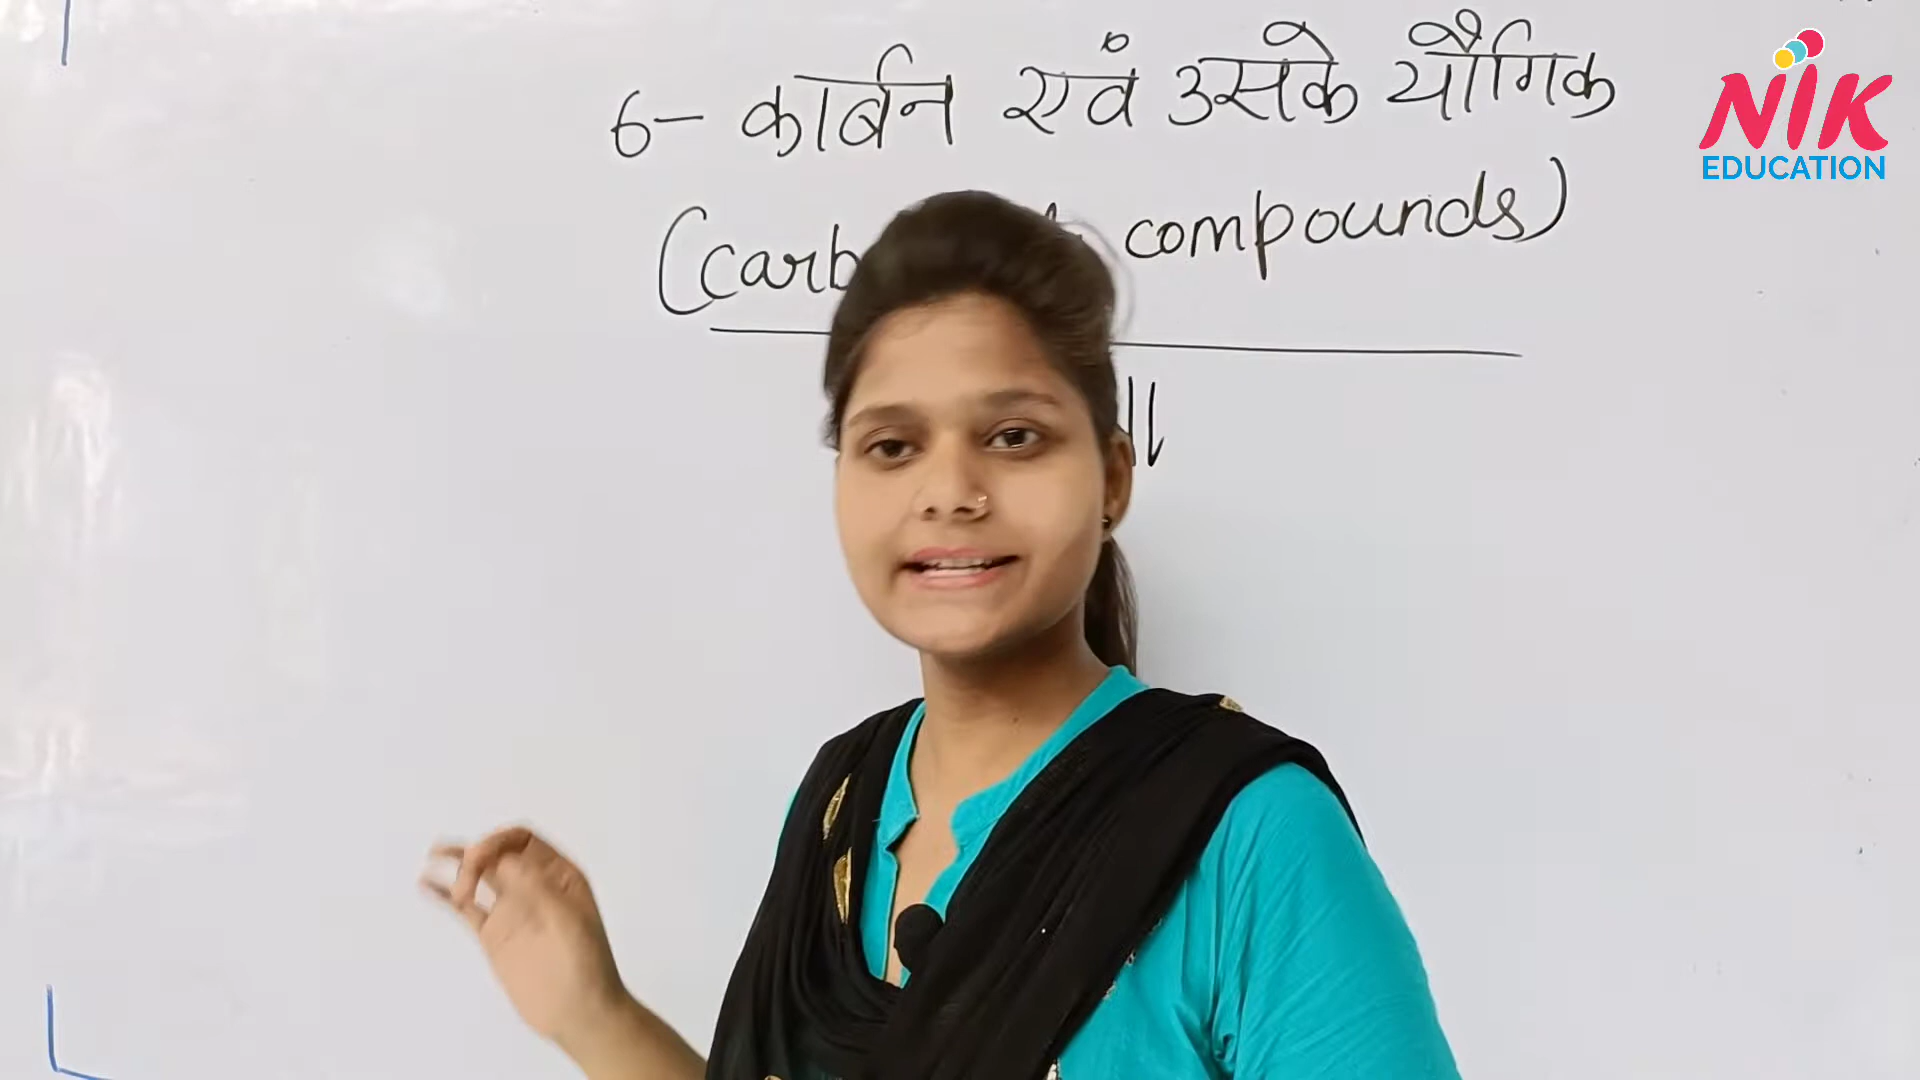 6- कार्बन एवं उसके यौगिक
(carb compounds)
NIK
EDUCATION